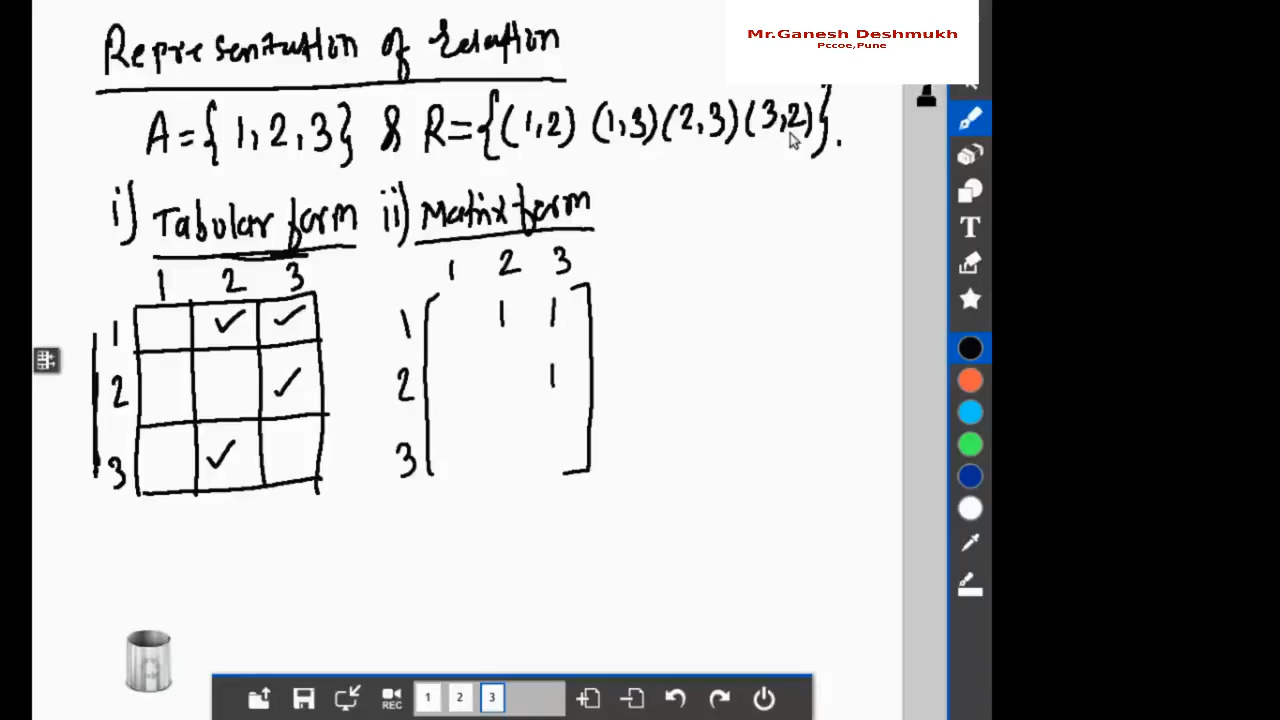 Mr.Ganesh Deshmukh
Pccoe,Pune
Representation of relation
A = { 1, 2, 3 } & R = { (1,2) (1,3) (2,3) (3,2) }.
i) Tabular form ii) Matrix form
1 2 3
1 ✓ ✓
2 ✓
3 ✓
1 2 3
1 1 1
2 1
3
T
REC
1 2 3